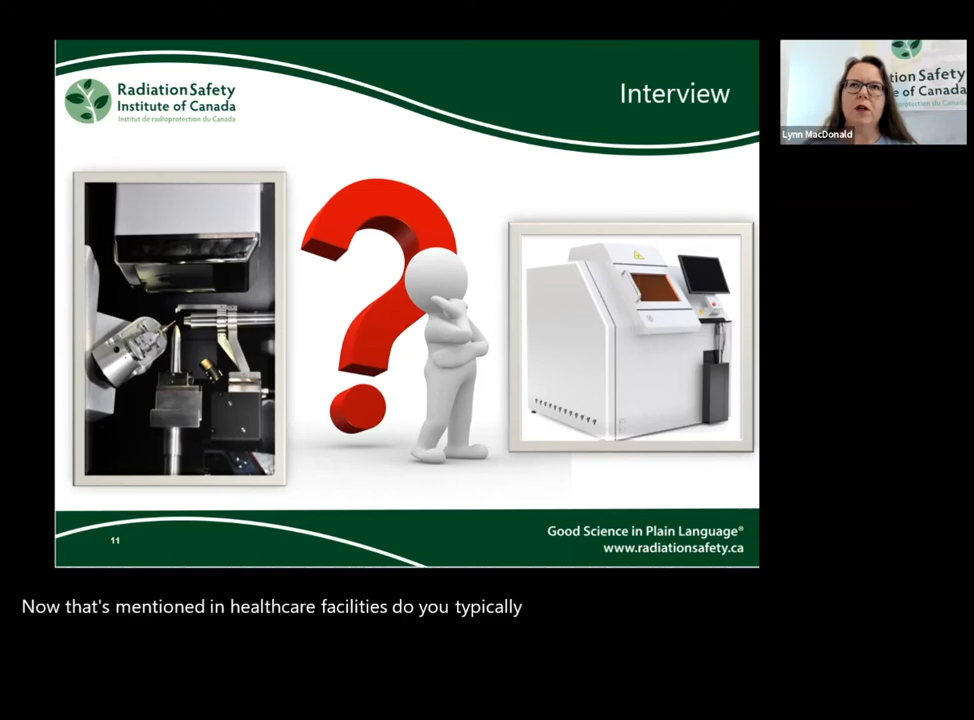 Radiation Safety
Institute of Canada
Institut de radioprotection du Canada
Interview
Lynn MacDonald
11
Good Science in Plain Language®
www.radiationsafety.ca
Now that's mentioned in healthcare facilities do you typically